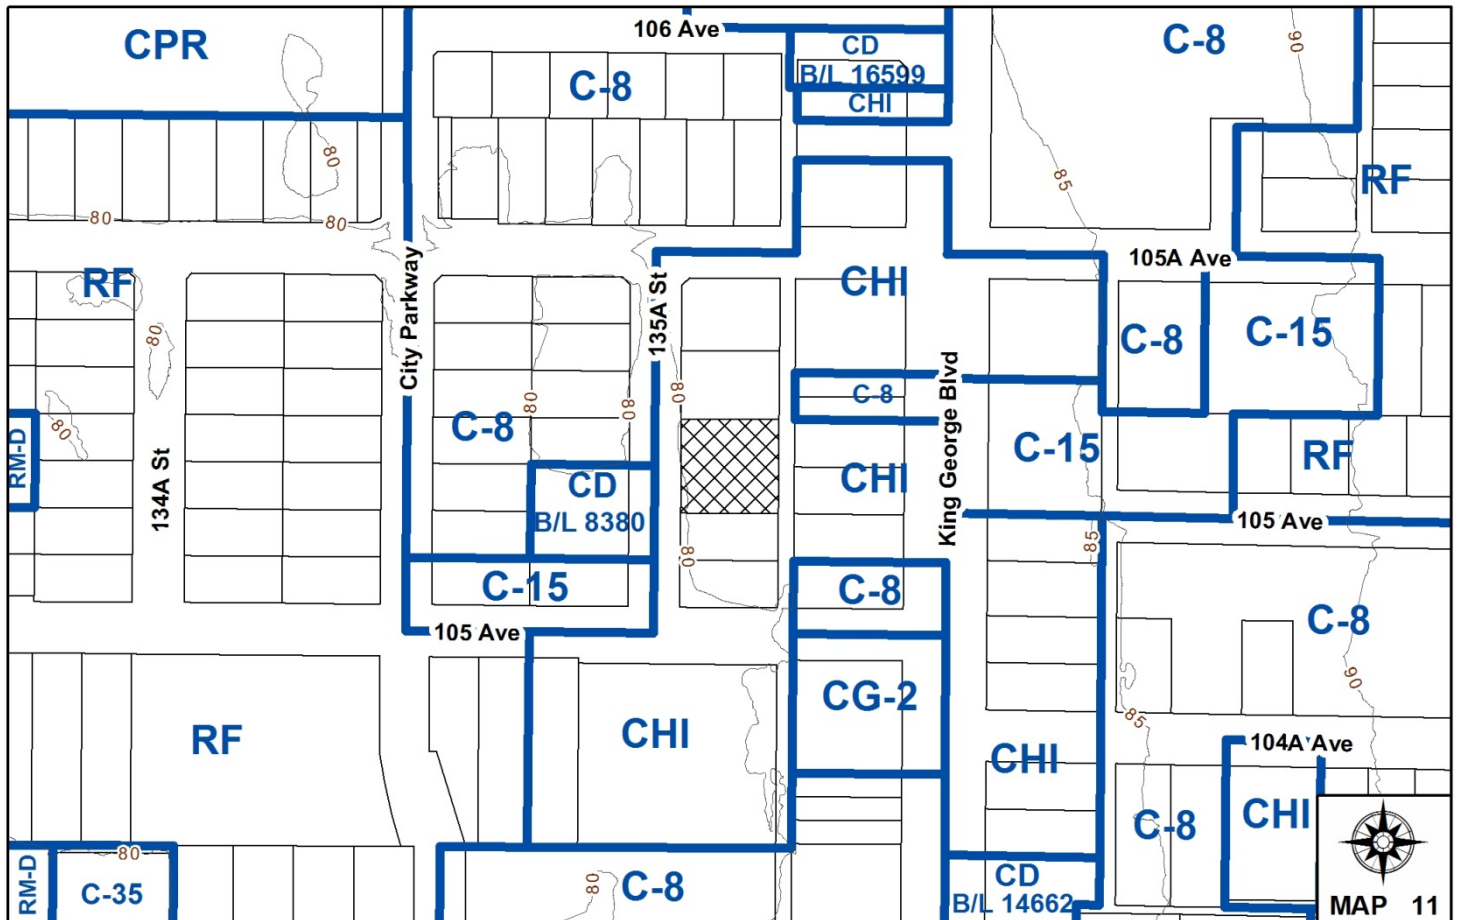 106 Ave
CPR
CD
C-8
90
C-8
B/L 16599
CHI
80
85
RF
80
80
105A Ave
RF
City Parkway
135A St
CHI
80
C-8
C-15
King George Blvd
80
C-8
80
80
80
C-8
RM-D
134A St
C-15
RF
CD
CHI
B/L 8380
105 Ave
85
80
C-15
C-8
C-8
105 Ave
90
CG-2
85
RF
CHI
CHI
104A Ave
C-8
CHI
80
RM-D
C-35
80
C-8
CD
B/L 14662
MAP 11